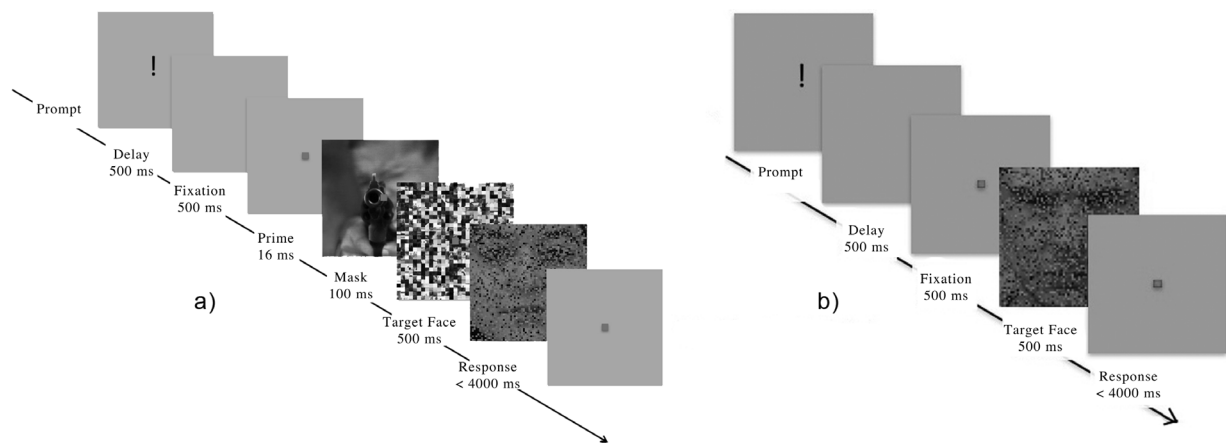 !
Prompt
Delay
500 ms
Fixation
500 ms
Prime
16 ms
Mask
100 ms
Target Face
500 ms
Response
< 4000 ms
a)
!
Prompt
Delay
500 ms
Fixation
500 ms
Target Face
500 ms
Response
< 4000 ms
b)